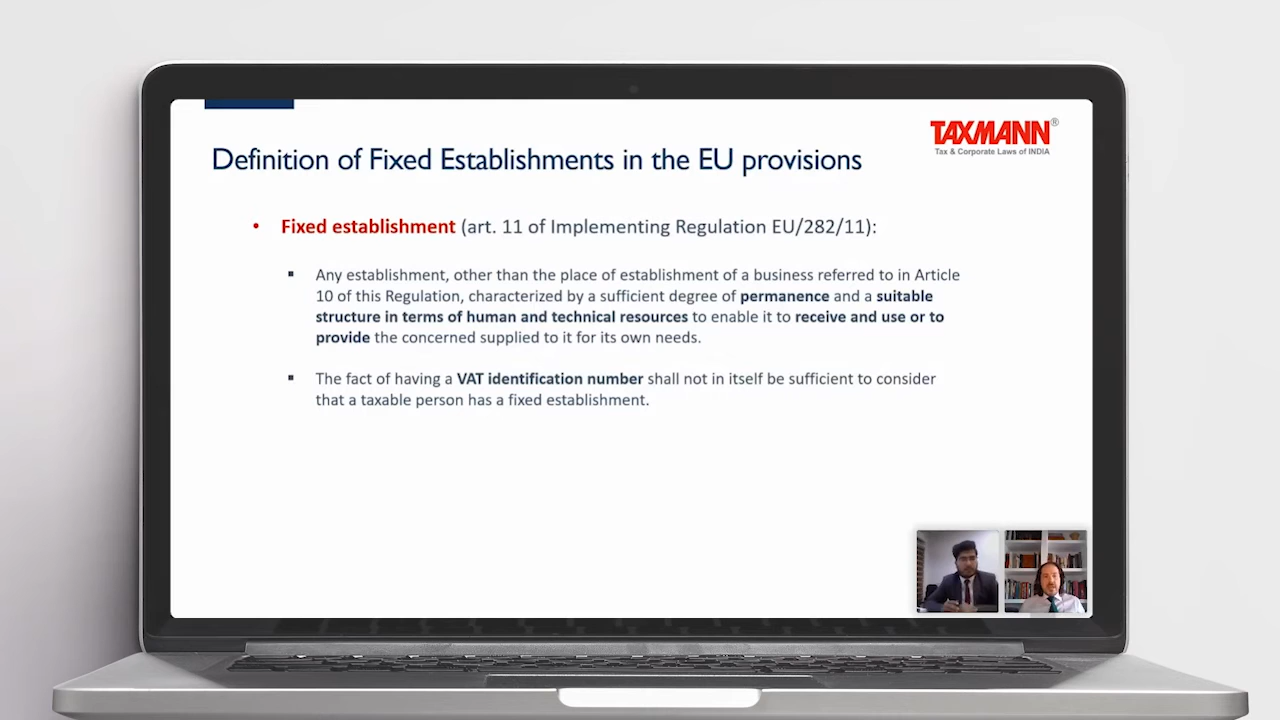 TAXMANN®
Tax & Corporate Laws of INDIA
Definition of Fixed Establishments in the EU provisions
• Fixed establishment (art. 11 of Implementing Regulation EU/282/11):
▪ Any establishment, other than the place of establishment of a business referred to in Article
10 of this Regulation, characterized by a sufficient degree of permanence and a suitable
structure in terms of human and technical resources to enable it to receive and use or to
provide the concerned supplied to it for its own needs.
▪ The fact of having a VAT identification number shall not in itself be sufficient to consider
that a taxable person has a fixed establishment.